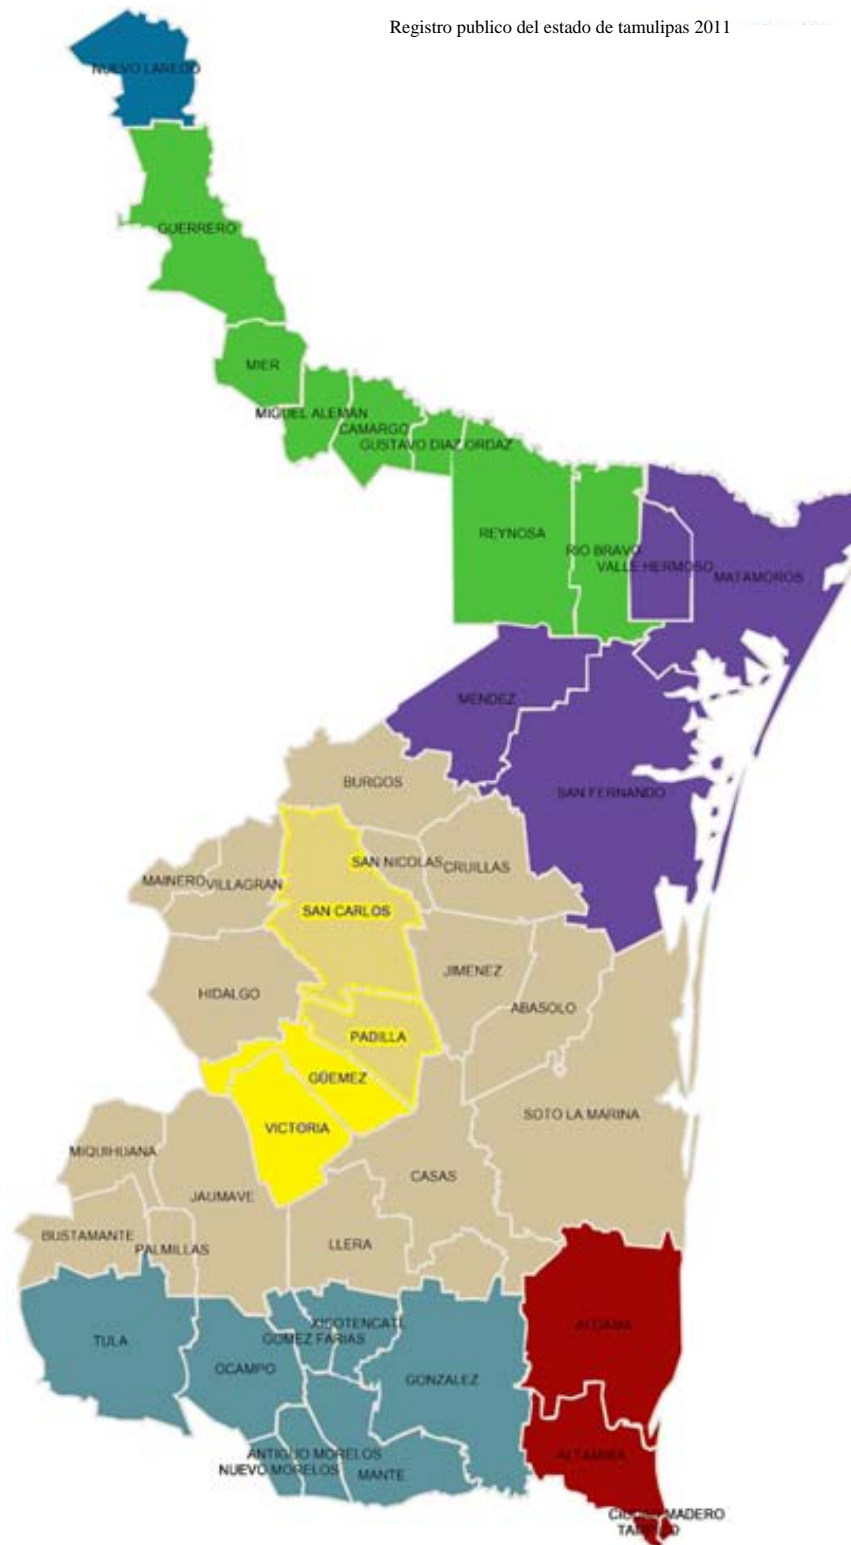 Registro publico del estado de tamulipas 2011
NUEVO LAREDO
GUERRERO
MIER
MIGUEL ALEMAN
CAMARGO
GUSTAVO DIAZ ORDAZ
REYNOSA
RIO BRAVO
VALLE HERMOSO
MATAMOROS
MENDEZ
SAN FERNANDO
BURGOS
SAN NICOLAS
CRUILLAS
MAINERO
VILLAGRAN
SAN CARLOS
JIMENEZ
HIDALGO
ABASOLO
PADILLA
GÜEMEZ
SOTO LA MARINA
VICTORIA
MIQUIHUANA
CASAS
JAUMAVE
BUSTAMANTE
PALMILLAS
LLERA
XICOTENCATL
ALDAMA
TULA
GOMEZ FARIAS
OCAMPO
GONZALEZ
ANTIGUO MORELOS
ALTAMIRA
NUEVO MORELOS
MANTE
CIUDAD MADERO
TAMPICO